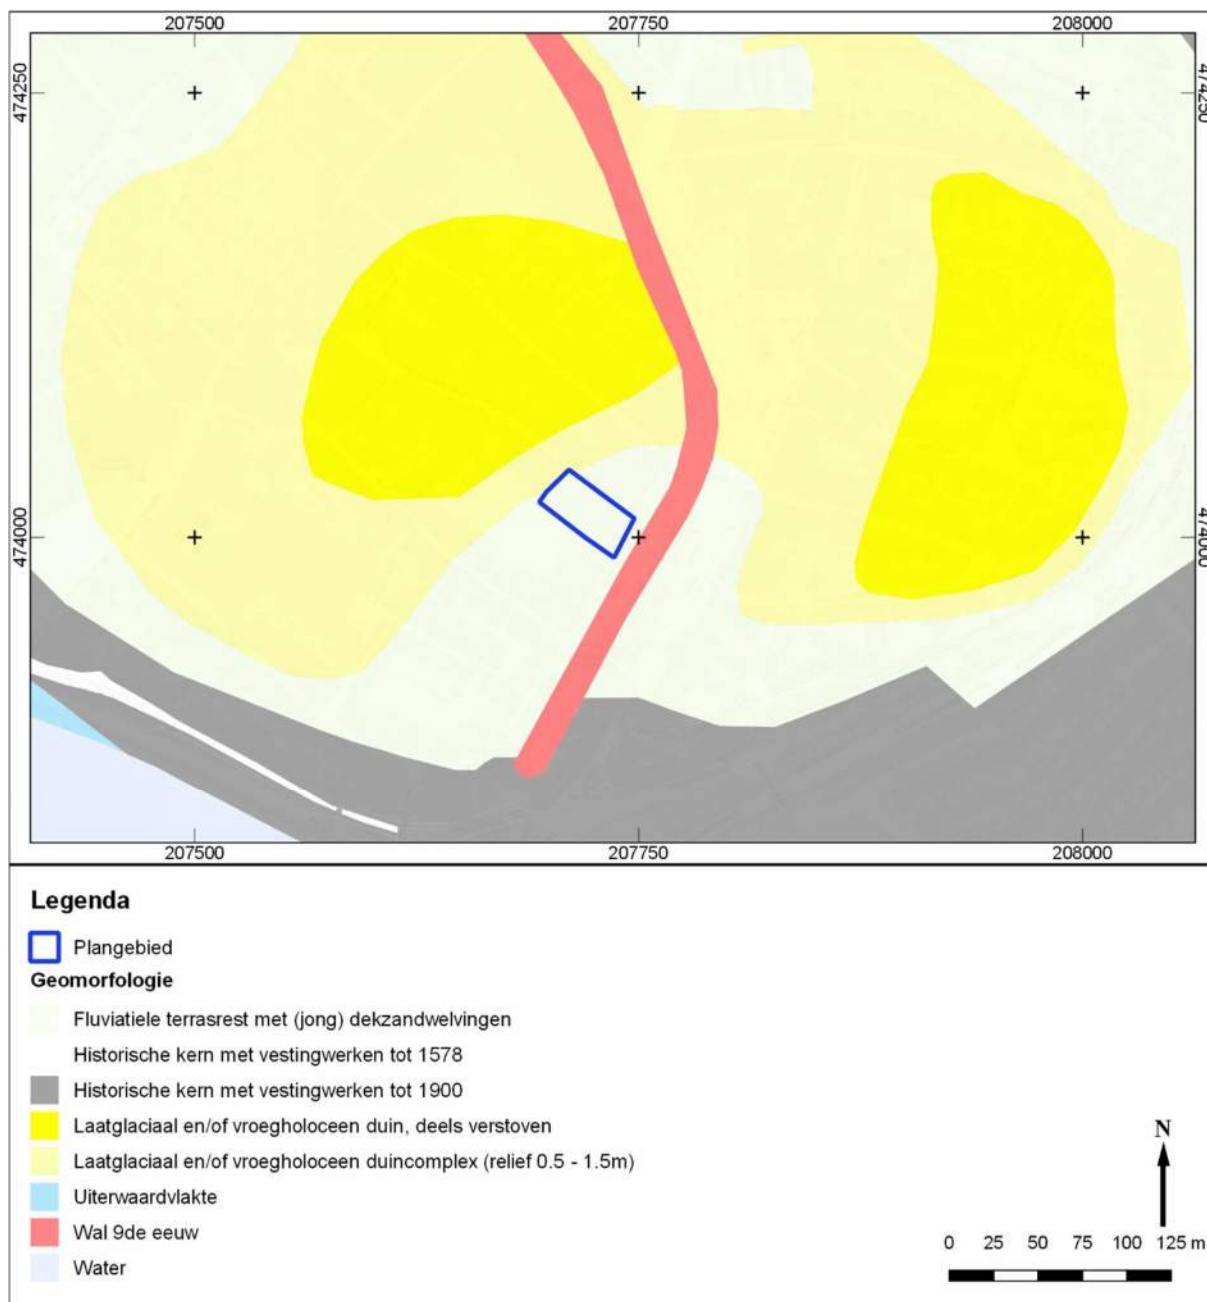 207500 207750 208000
474250 474250
474000 474000
207500 207750 208000
Legenda
Plangebied
Geomorfologie
Fluviatiele terrasrest met (jong) dekzandwelvingen
Historische kern met vestingwerken tot 1578
Historische kern met vestingwerken tot 1900
Laatglaciaal en/of vroegholoceen duin, deels verstoven
Laatglaciaal en/of vroegholoceen duincomplex (relief 0.5 - 1.5m)
Uiterwaardvlakte
Wal 9de eeuw
Water
N
0 25 50 75 100 125 m